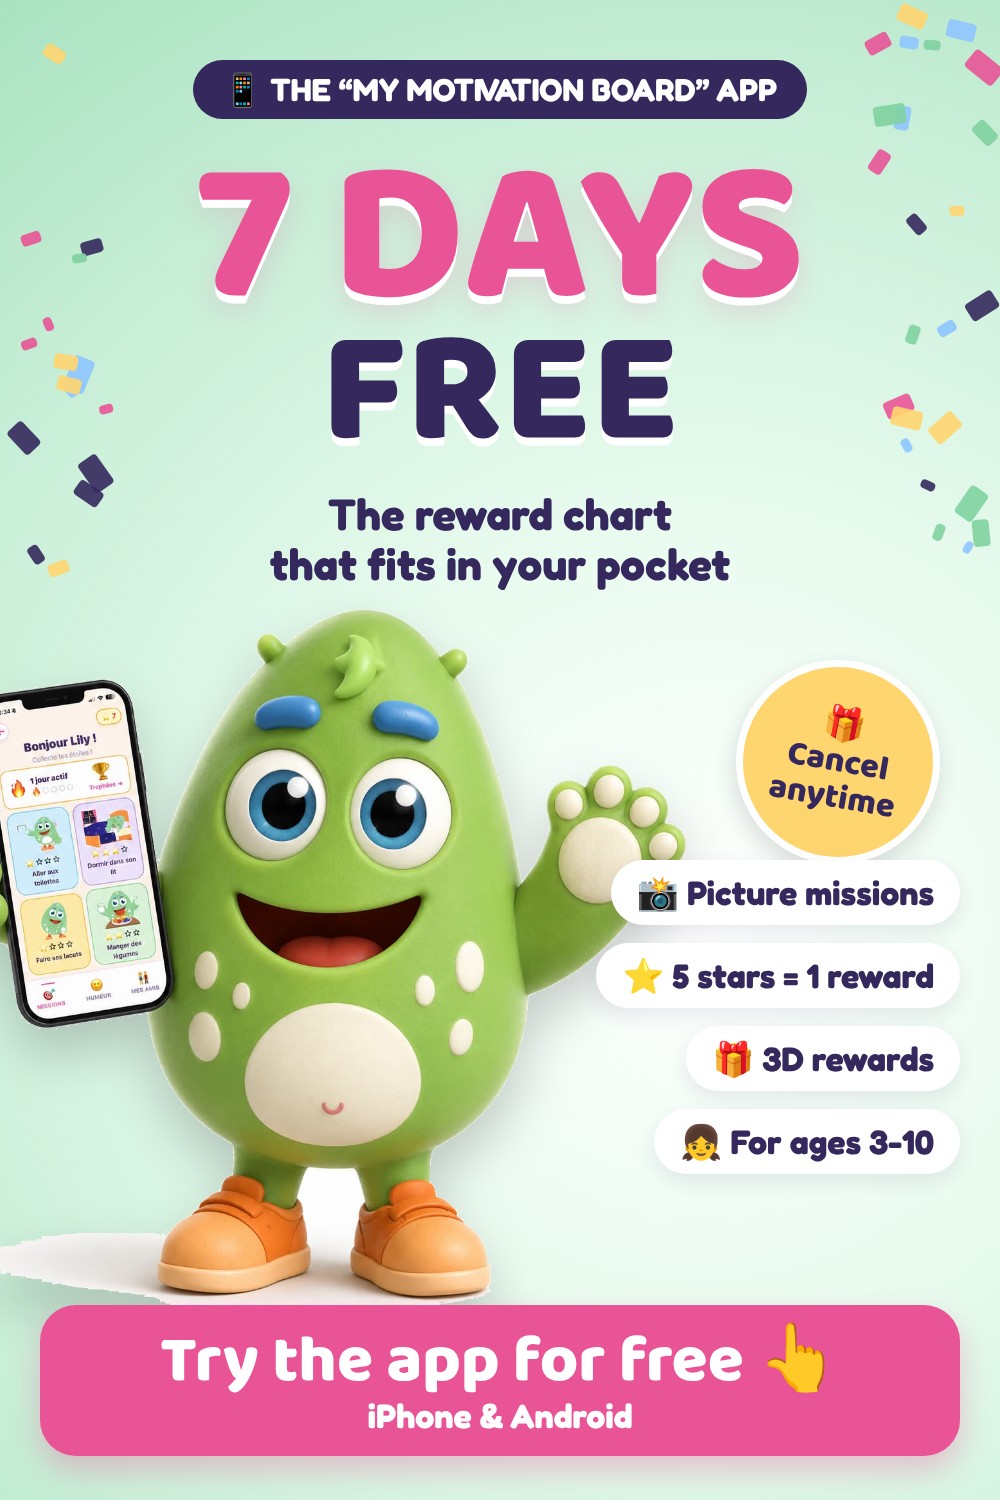 THE “MY MOTIVATION BOARD” APP
7 DAYS
FREE
The reward chart
that fits in your pocket
7
Bonjour Lily !
Collecte tes étoiles !
1 jour actif
Trophées
Aller aux
toilettes
Dormir dans son
lit
Faire ses lacets
Manger des
légumes
MISSIONS
HUMEUR
MES AMIS
Cancel
anytime
Picture missions
5 stars = 1 reward
3D rewards
For ages 3-10
Try the app for free
iPhone & Android